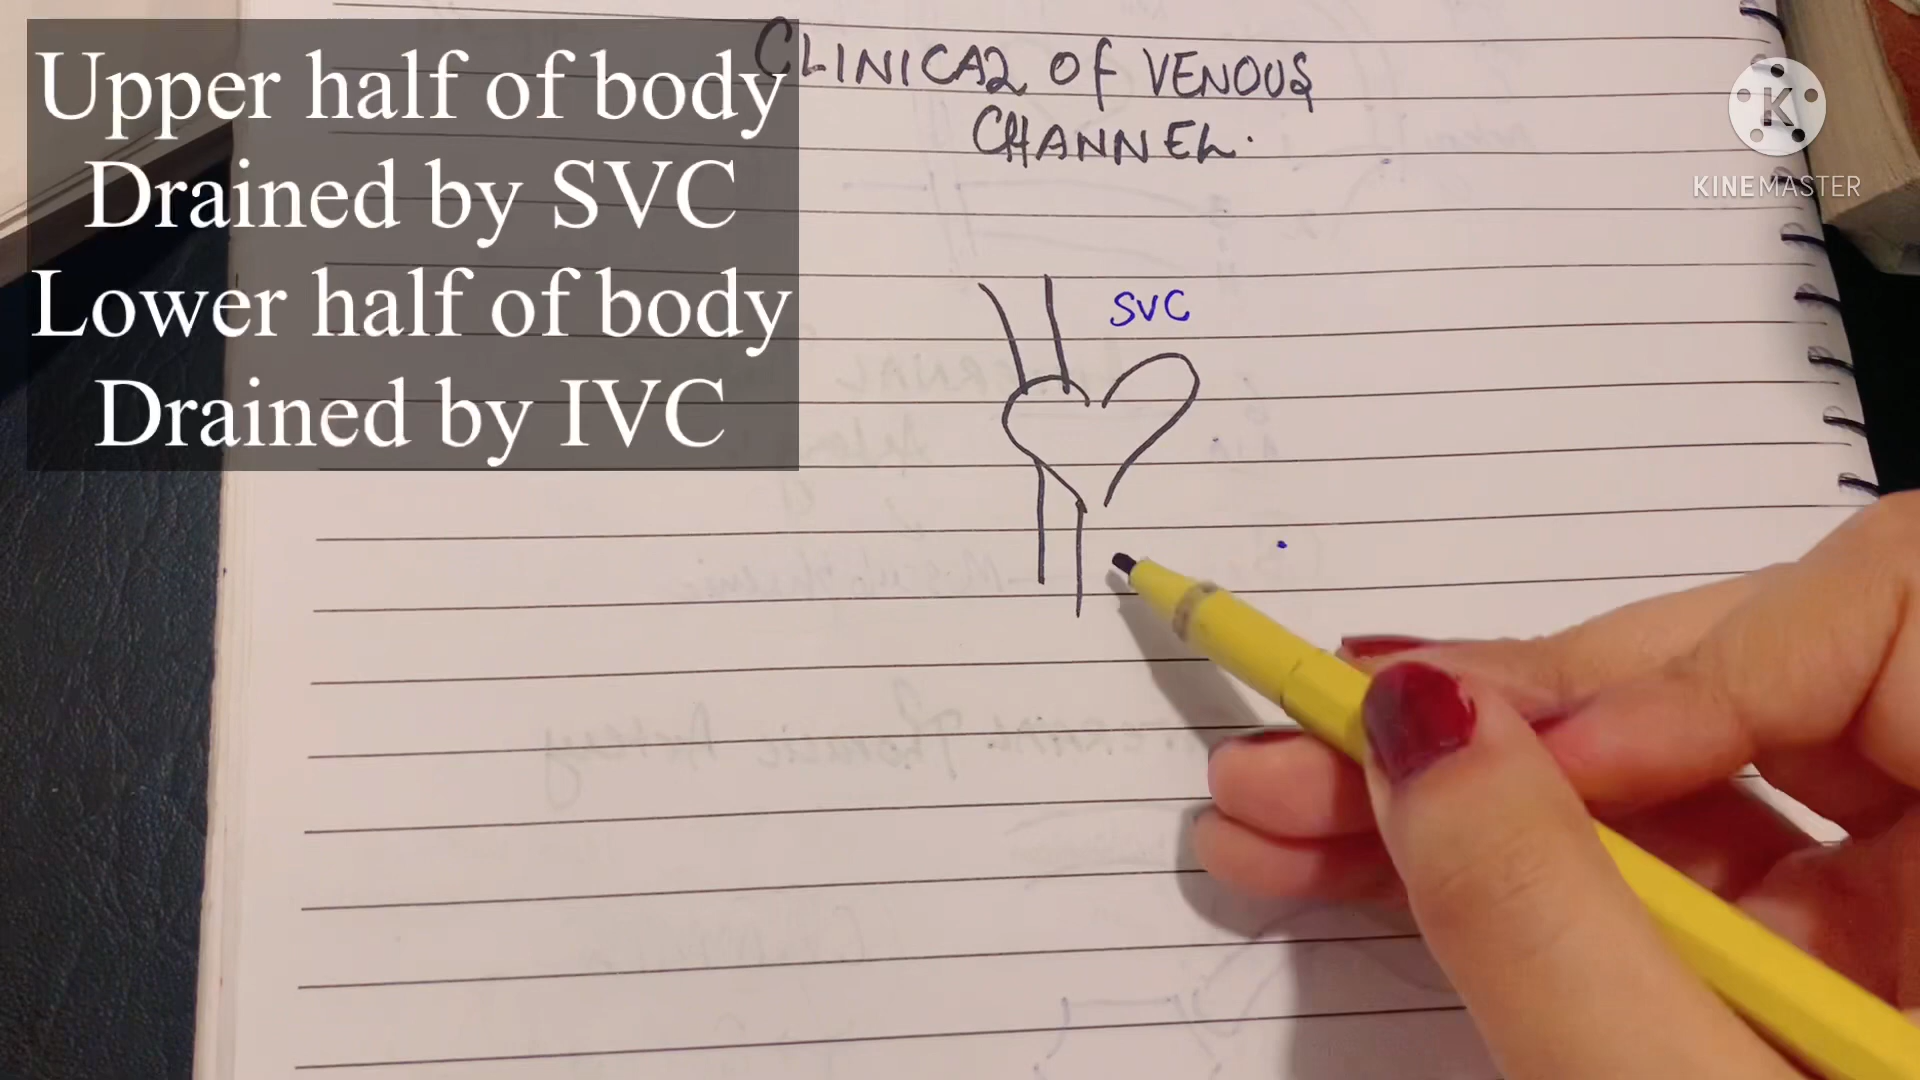 Upper half of body
Drained by SVC
Lower half of body
Drained by IVC
CLINICAL OF VENOUS
CHANNEL.
K
KINEMASTER
SVC